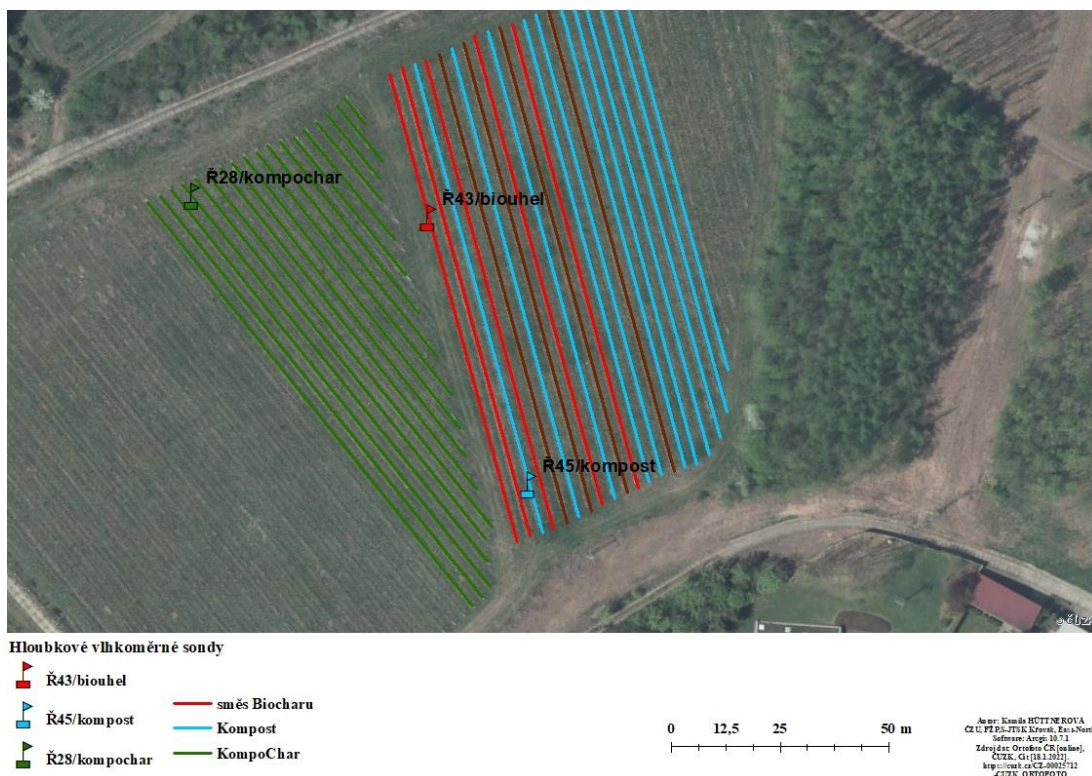 Ř28/kompochar
Ř43/biouhel
Ř45/kompost
Hloubkové vlhkoměrné sondy
Ř43/biouhel
Ř45/kompost
Ř28/kompochar
směs Biocharu
Kompost
KompoChar
0 12,5 25 50 m
Autor: Kamila HÜTTNEROVÁ
ČZU, FŽP, S-JTSK Křovák, East-North
Software: Arcgis 10.7.1
Zdroj dat: Ortofoto ČR [online],
ČÚZK, Cit [18.1.2022].